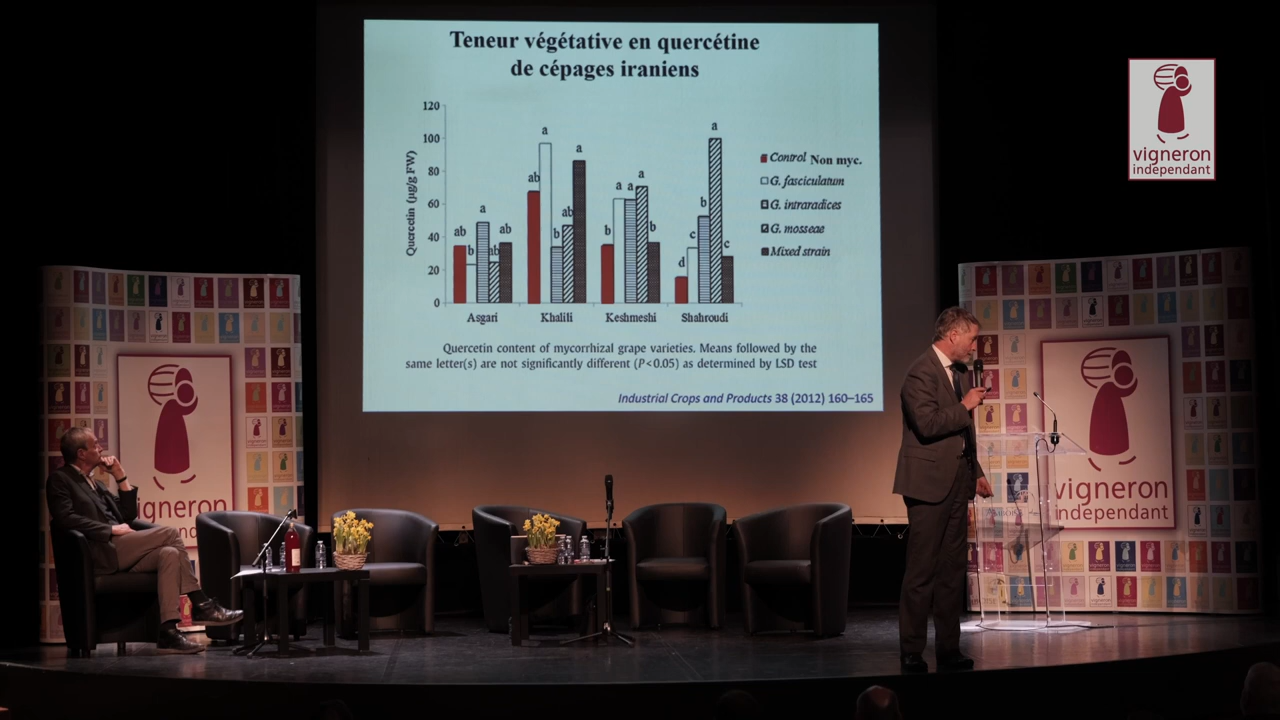 Teneur végétative en quercétine
de cépages iraniens
Quercetin (µg/g FW)
120
100
80
60
40
20
0
ab
b
a
ab
ab
ab
a
b
ab
a
b
a
a
a
b
d
c
b
a
c
Asgari
Khalili
Keshmeshi
Shahroudi
Control Non myc.
G. fasciculatum
G. intraradices
G. mosseae
Mixed strain
Quercetin content of mycorrhizal grape varieties. Means followed by the
same letter(s) are not significantly different (P<0.05) as determined by LSD test
Industrial Crops and Products 38 (2012) 160–165
vigneron
independant
vigneron
vigneron
independant